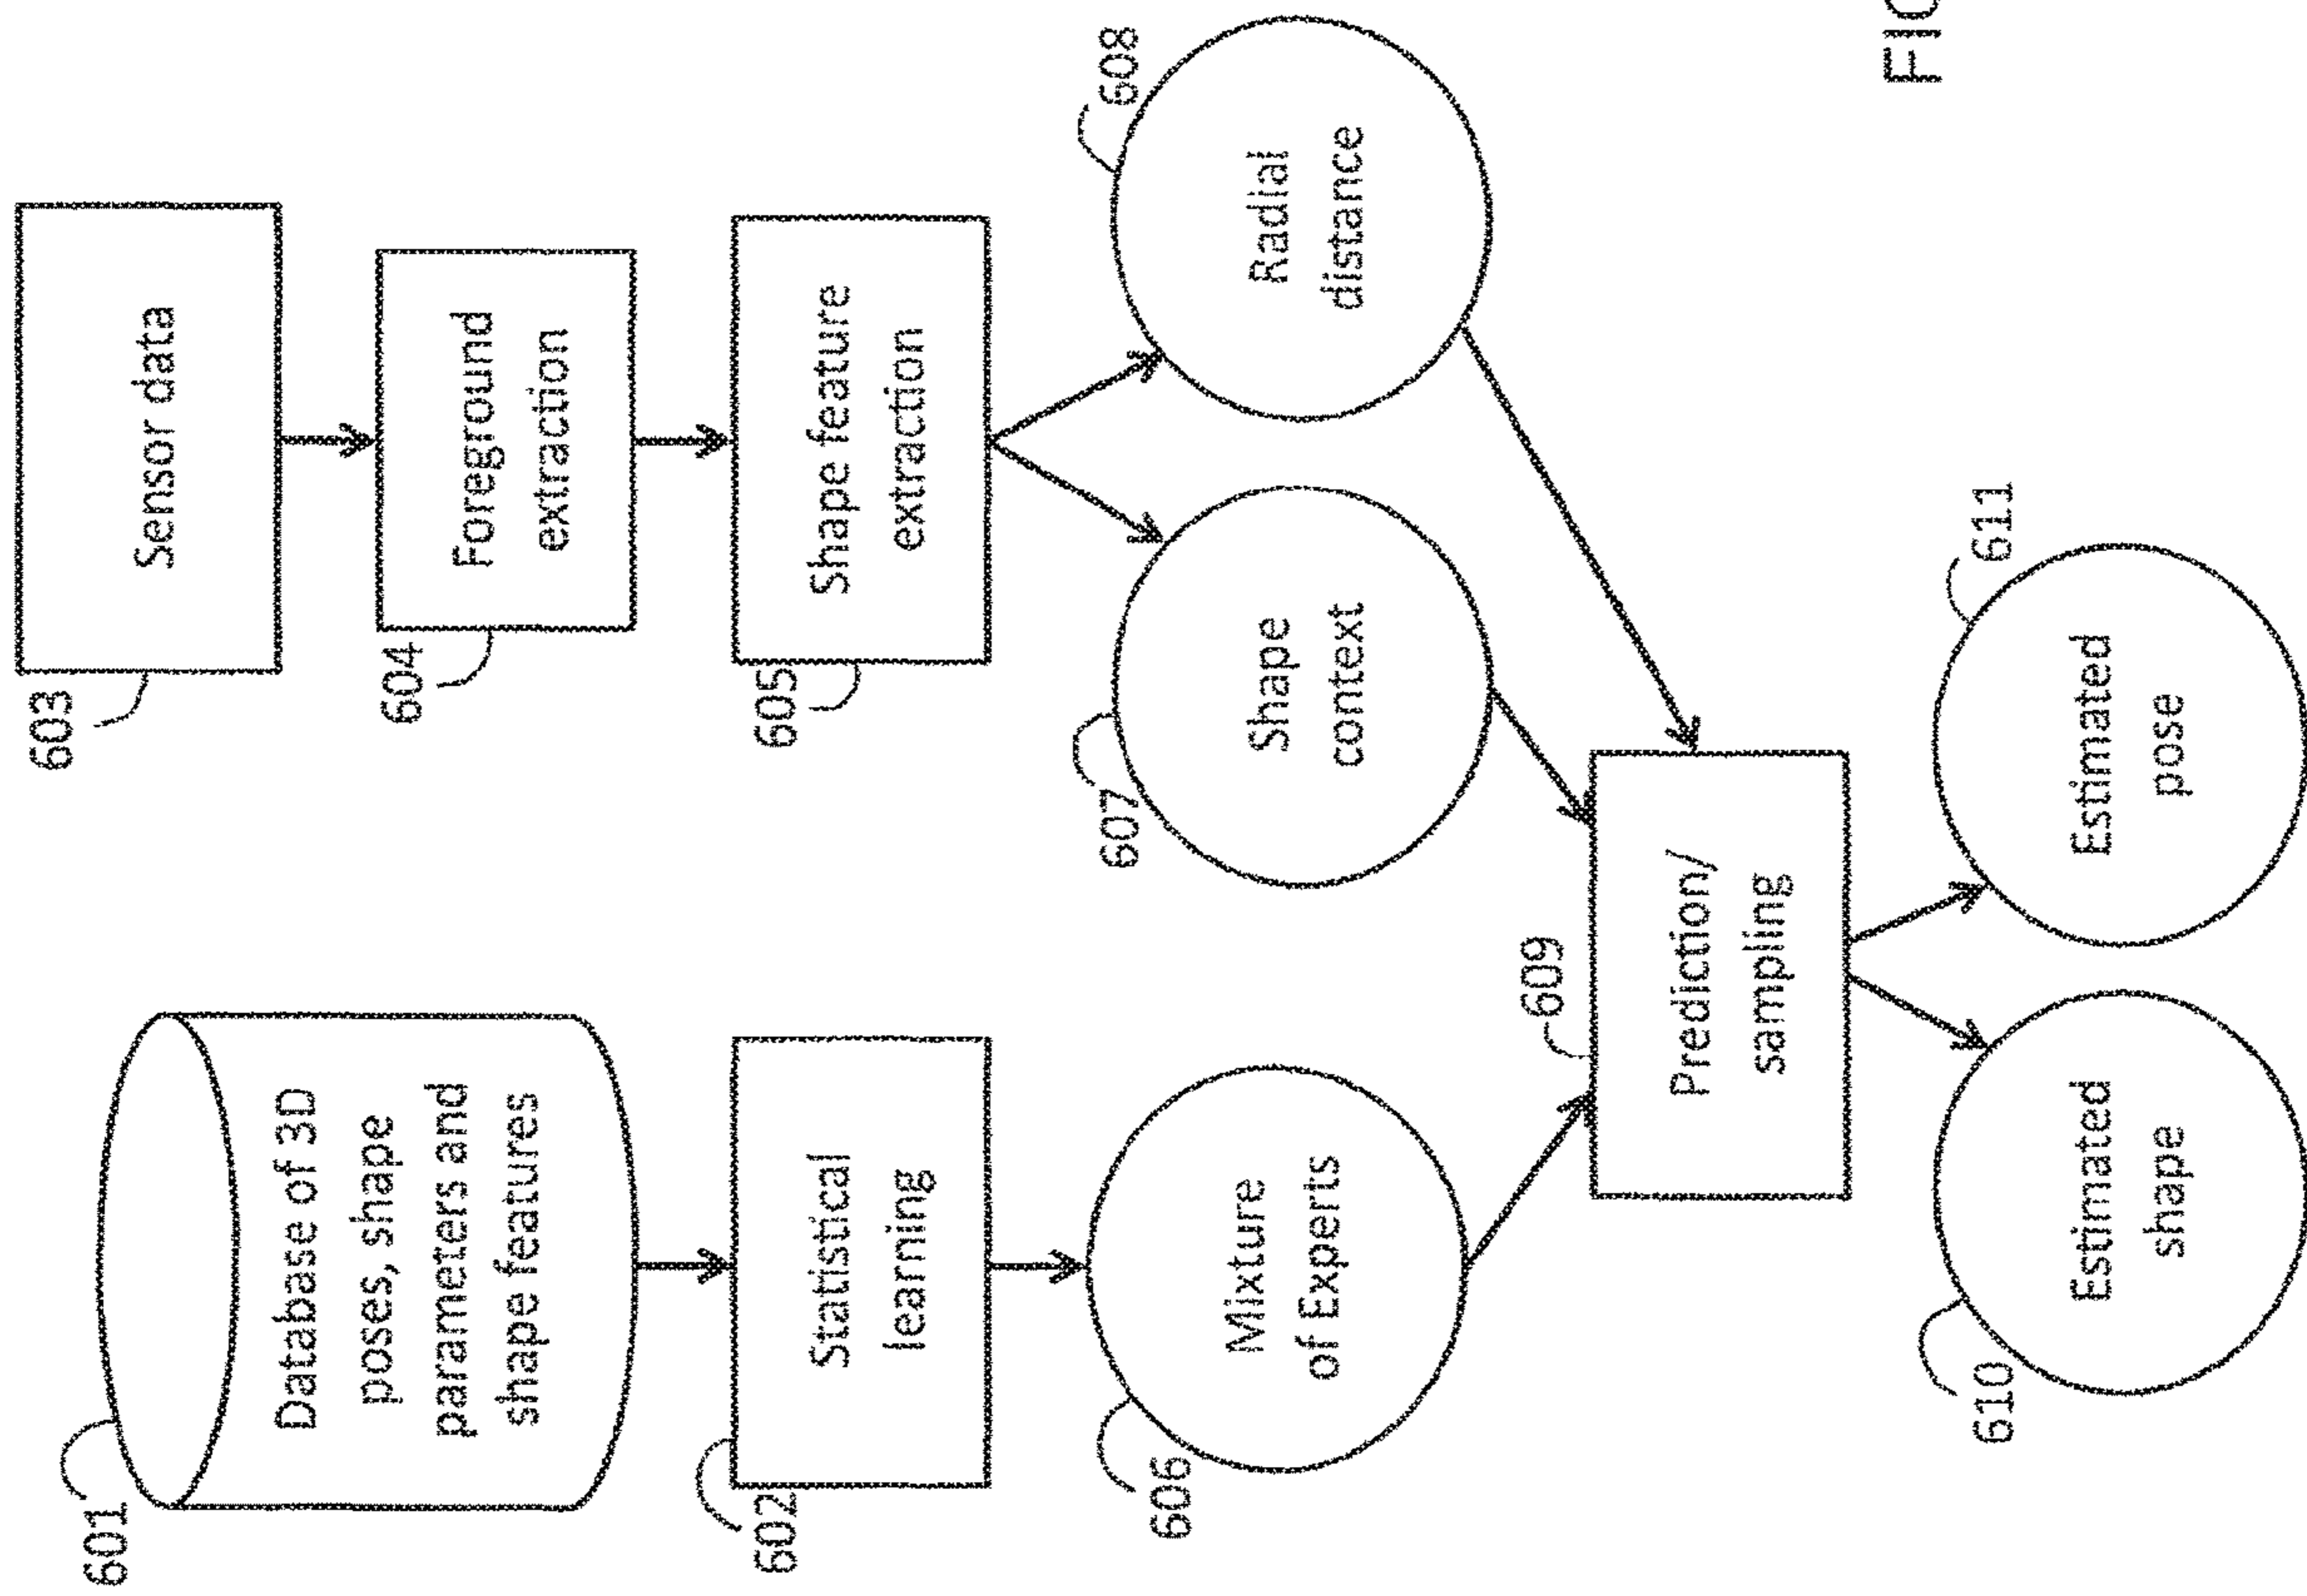 601
Database of 3D
poses, shape
parameters and
shape features
602
Statistical
learning
606
Mixture
of Experts
603
Sensor data
604
Foreground
extraction
605
Shape feature
extraction
607
Shape
context
608
Radial
distance
609
Prediction/
sampling
610
Estimated
shape
611
Estimated
pose